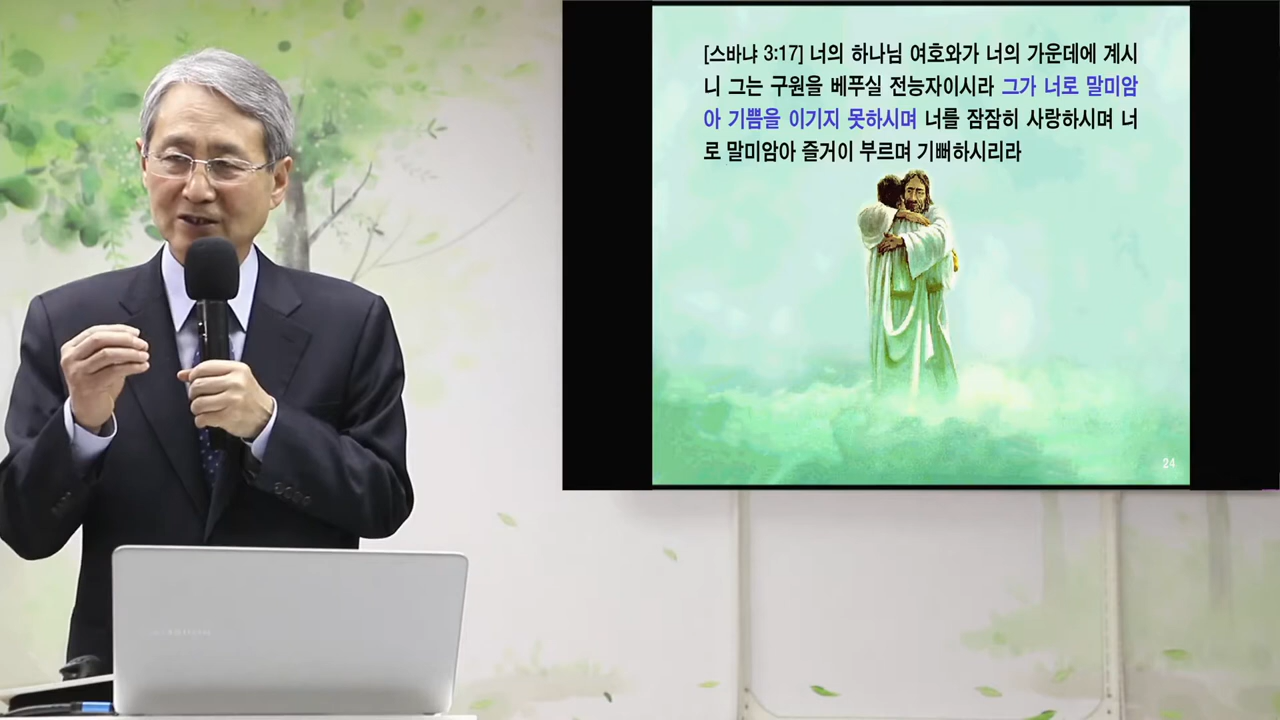 [스바냐 3:17] 너의 하나님 여호와가 너의 가운데에 계시
니 그는 구원을 베푸실 전능자이시라 그가 너로 말미암
아 기쁨을 이기지 못하시며 너를 잠잠히 사랑하시며 너
로 말미암아 즐거이 부르며 기뻐하시리라
24